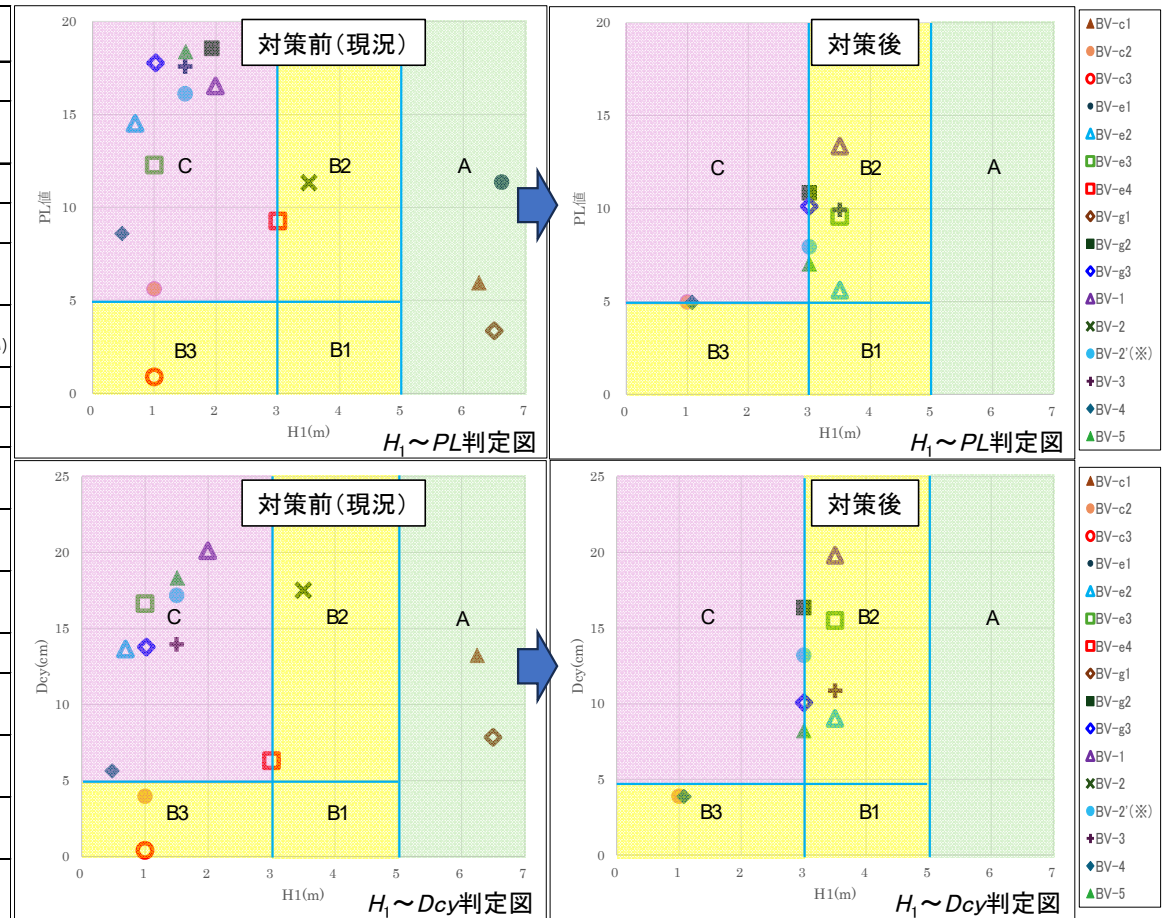 対策前(現況)
20
15
10
5
0
PL値
C
B2
A
B3
B1
0
1
2
3
4
5
6
7
H1(m)
H₁～PL判定図
対策後
20
15
10
5
0
PL値
C
B2
A
B3
B1
0
1
2
3
4
5
6
7
H1(m)
H₁～PL判定図
BV-c1
BV-c2
BV-c3
BV-e1
BV-e2
BV-e3
BV-e4
BV-g1
BV-g2
BV-g3
BV-1
BV-2
BV-2'(※)
BV-3
BV-4
BV-5
対策前(現況)
25
20
15
10
5
0
Dcy(cm)
C
B2
A
B3
B1
0
1
2
3
4
5
6
7
H1(m)
H₁～Dcy判定図
対策後
25
20
15
10
5
0
Dcy(cm)
C
B2
A
B3
B1
0
1
2
3
4
5
6
7
H1(m)
H₁～Dcy判定図
BV-c1
BV-c2
BV-c3
BV-e1
BV-e2
BV-e3
BV-e4
BV-g1
BV-g2
BV-g3
BV-1
BV-2
BV-2'(※)
BV-3
BV-4
BV-5